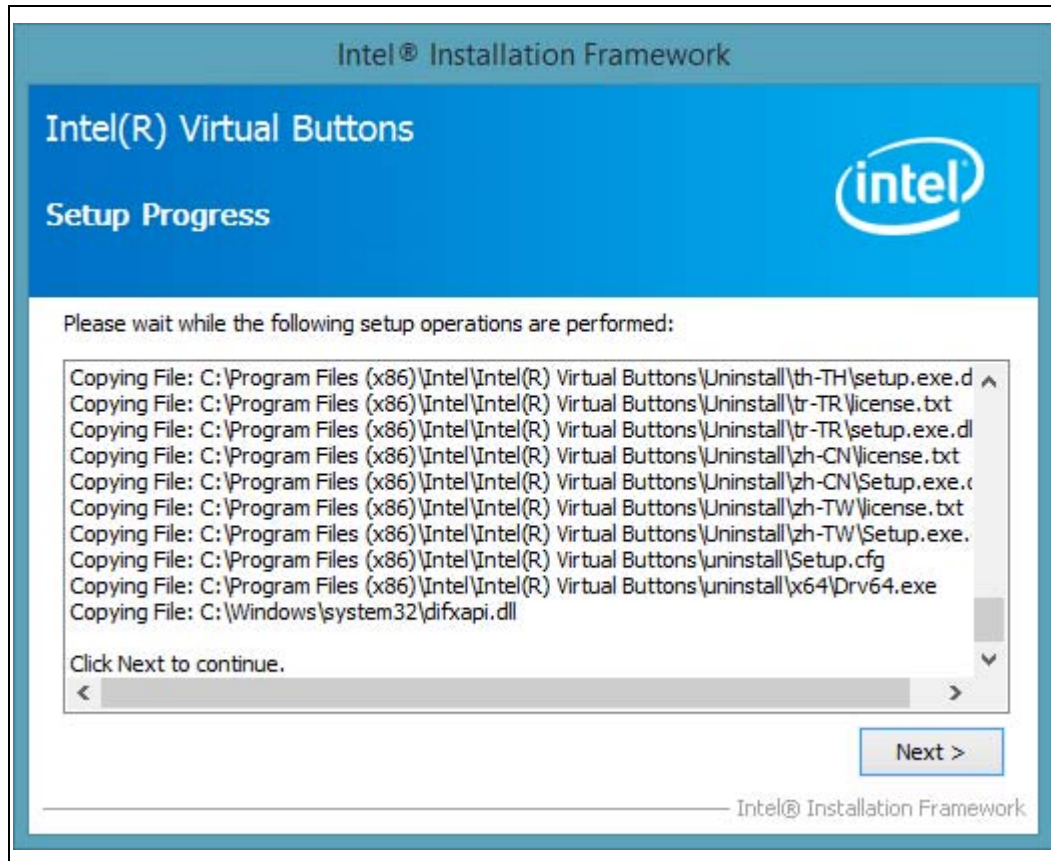 Intel® Installation Framework
Intel(R) Virtual Buttons
intel
Setup Progress
Please wait while the following setup operations are performed:
Copying File: C:\Program Files (x86)\Intel\Intel(R) Virtual Buttons\Uninstall\th-TH\setup.exe.d
Copying File: C:\Program Files (x86)\Intel\Intel(R) Virtual Buttons\Uninstall\tr-TR\license.txt
Copying File: C:\Program Files (x86)\Intel\Intel(R) Virtual Buttons\Uninstall\tr-TR\setup.exe.dl
Copying File: C:\Program Files (x86)\Intel\Intel(R) Virtual Buttons\Uninstall\zh-CN\license.txt
Copying File: C:\Program Files (x86)\Intel\Intel(R) Virtual Buttons\Uninstall\zh-CN\Setup.exe.d
Copying File: C:\Program Files (x86)\Intel\Intel(R) Virtual Buttons\Uninstall\zh-TW\license.txt
Copying File: C:\Program Files (x86)\Intel\Intel(R) Virtual Buttons\Uninstall\zh-TW\Setup.exe.
Copying File: C:\Program Files (x86)\Intel\Intel(R) Virtual Buttons\uninstall\Setup.cfg
Copying File: C:\Program Files (x86)\Intel\Intel(R) Virtual Buttons\uninstall\x64\Drv64.exe
Copying File: C:\Windows\system32\difxapi.dll
Click Next to continue.
Next >
Intel® Installation Framework